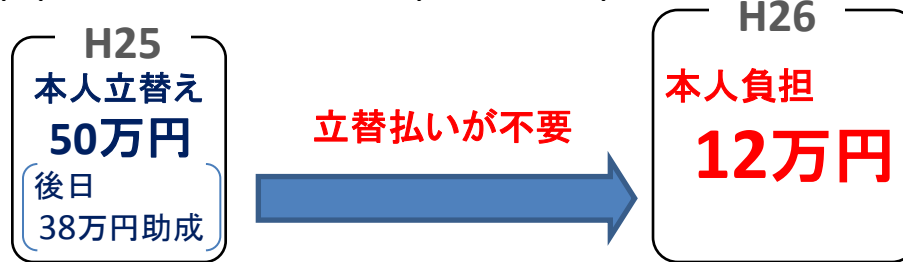 H25
本人立替え
50万円
後日
38万円助成
立替払いが不要
H26
本人負担
12万円